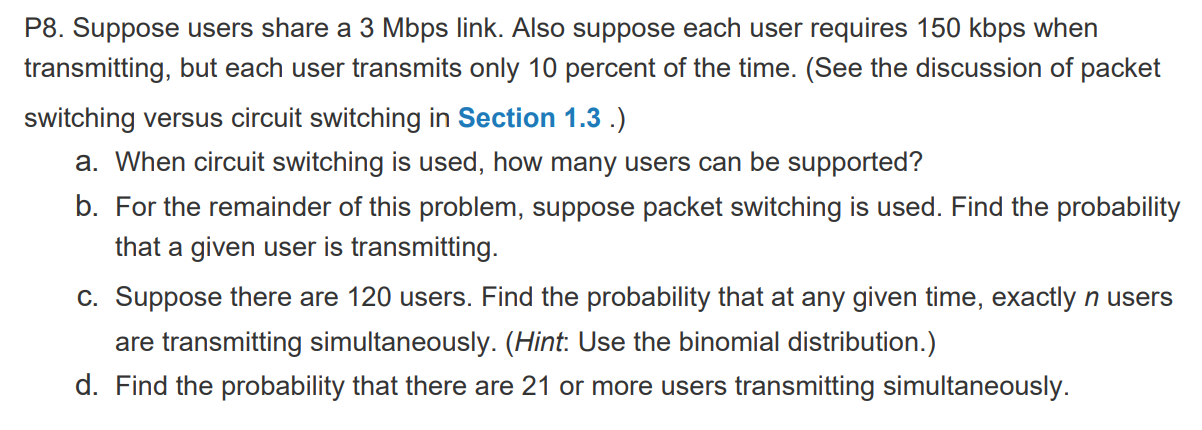 P8. Suppose users share a 3 Mbps link. Also suppose each user requires 150 kbps when
transmitting, but each user transmits only 10 percent of the time. (See the discussion of packet
switching versus circuit switching in Section 1.3 .)
a. When circuit switching is used, how many users can be supported?
b. For the remainder of this problem, suppose packet switching is used. Find the probability
that a given user is transmitting.
c. Suppose there are 120 users. Find the probability that at any given time, exactly n users
are transmitting simultaneously. (Hint: Use the binomial distribution.)
d. Find the probability that there are 21 or more users transmitting simultaneously.